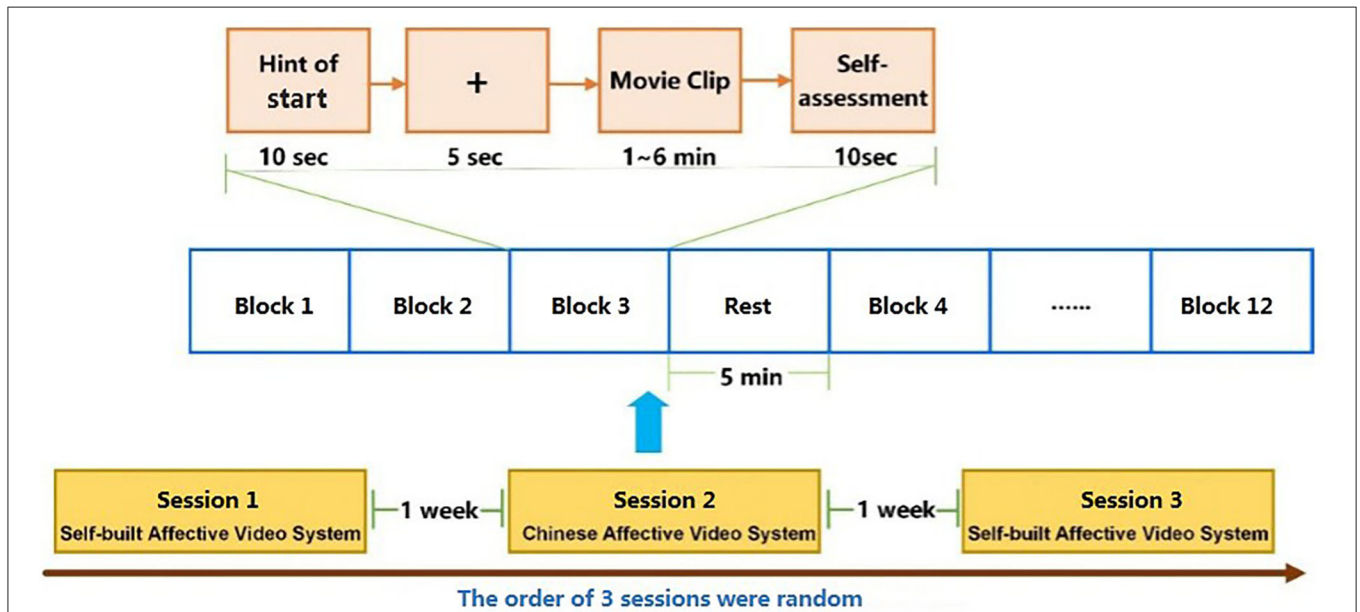 Hint of
start
+
Movie Clip
Self-
assessment
10 sec
5 sec
1~6 min
10sec
Block 1
Block 2
Block 3
Rest
Block 4
......
Block 12
5 min
Session 1
Self-built Affective Video System
1 week
Session 2
Chinese Affective Video System
1 week
Session 3
Self-built Affective Video System
The order of 3 sessions were random